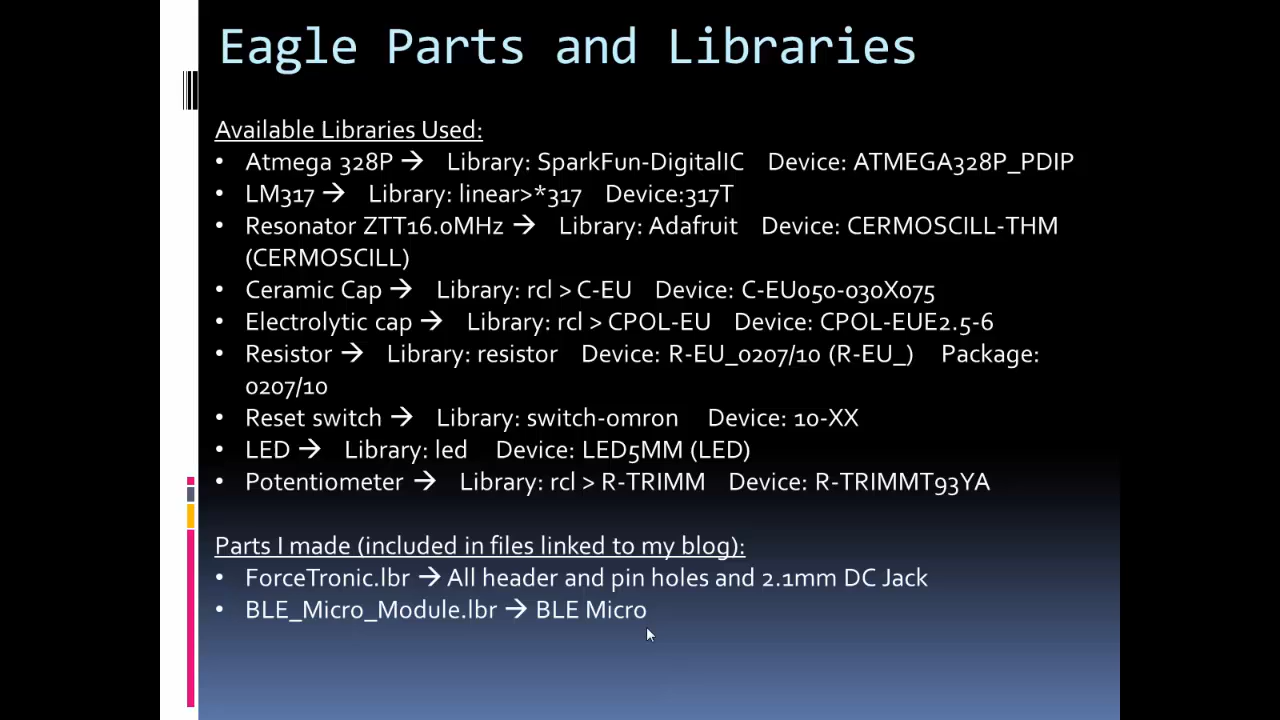 Eagle Parts and Libraries
Available Libraries Used:
• Atmega 328P → Library: SparkFun-DigitalIC Device: ATMEGA328P_PDIP
• LM317 → Library: linear>*317 Device:317T
• Resonator ZTT16.0MHz → Library: Adafruit Device: CERMOSCILL-THM
(CERMOSCILL)
• Ceramic Cap → Library: rcl > C-EU Device: C-EU050-030X075
• Electrolytic cap → Library: rcl > CPOL-EU Device: CPOL-EUE2.5-6
• Resistor → Library: resistor Device: R-EU_0207/10 (R-EU_) Package:
0207/10
• Reset switch → Library: switch-omron Device: 10-XX
• LED → Library: led Device: LED5MM (LED)
• Potentiometer → Library: rcl > R-TRIMM Device: R-TRIMMT93YA
Parts I made (included in files linked to my blog):
• ForceTronic.lbr → All header and pin holes and 2.1mm DC Jack
• BLE_Micro_Module.lbr → BLE Micro